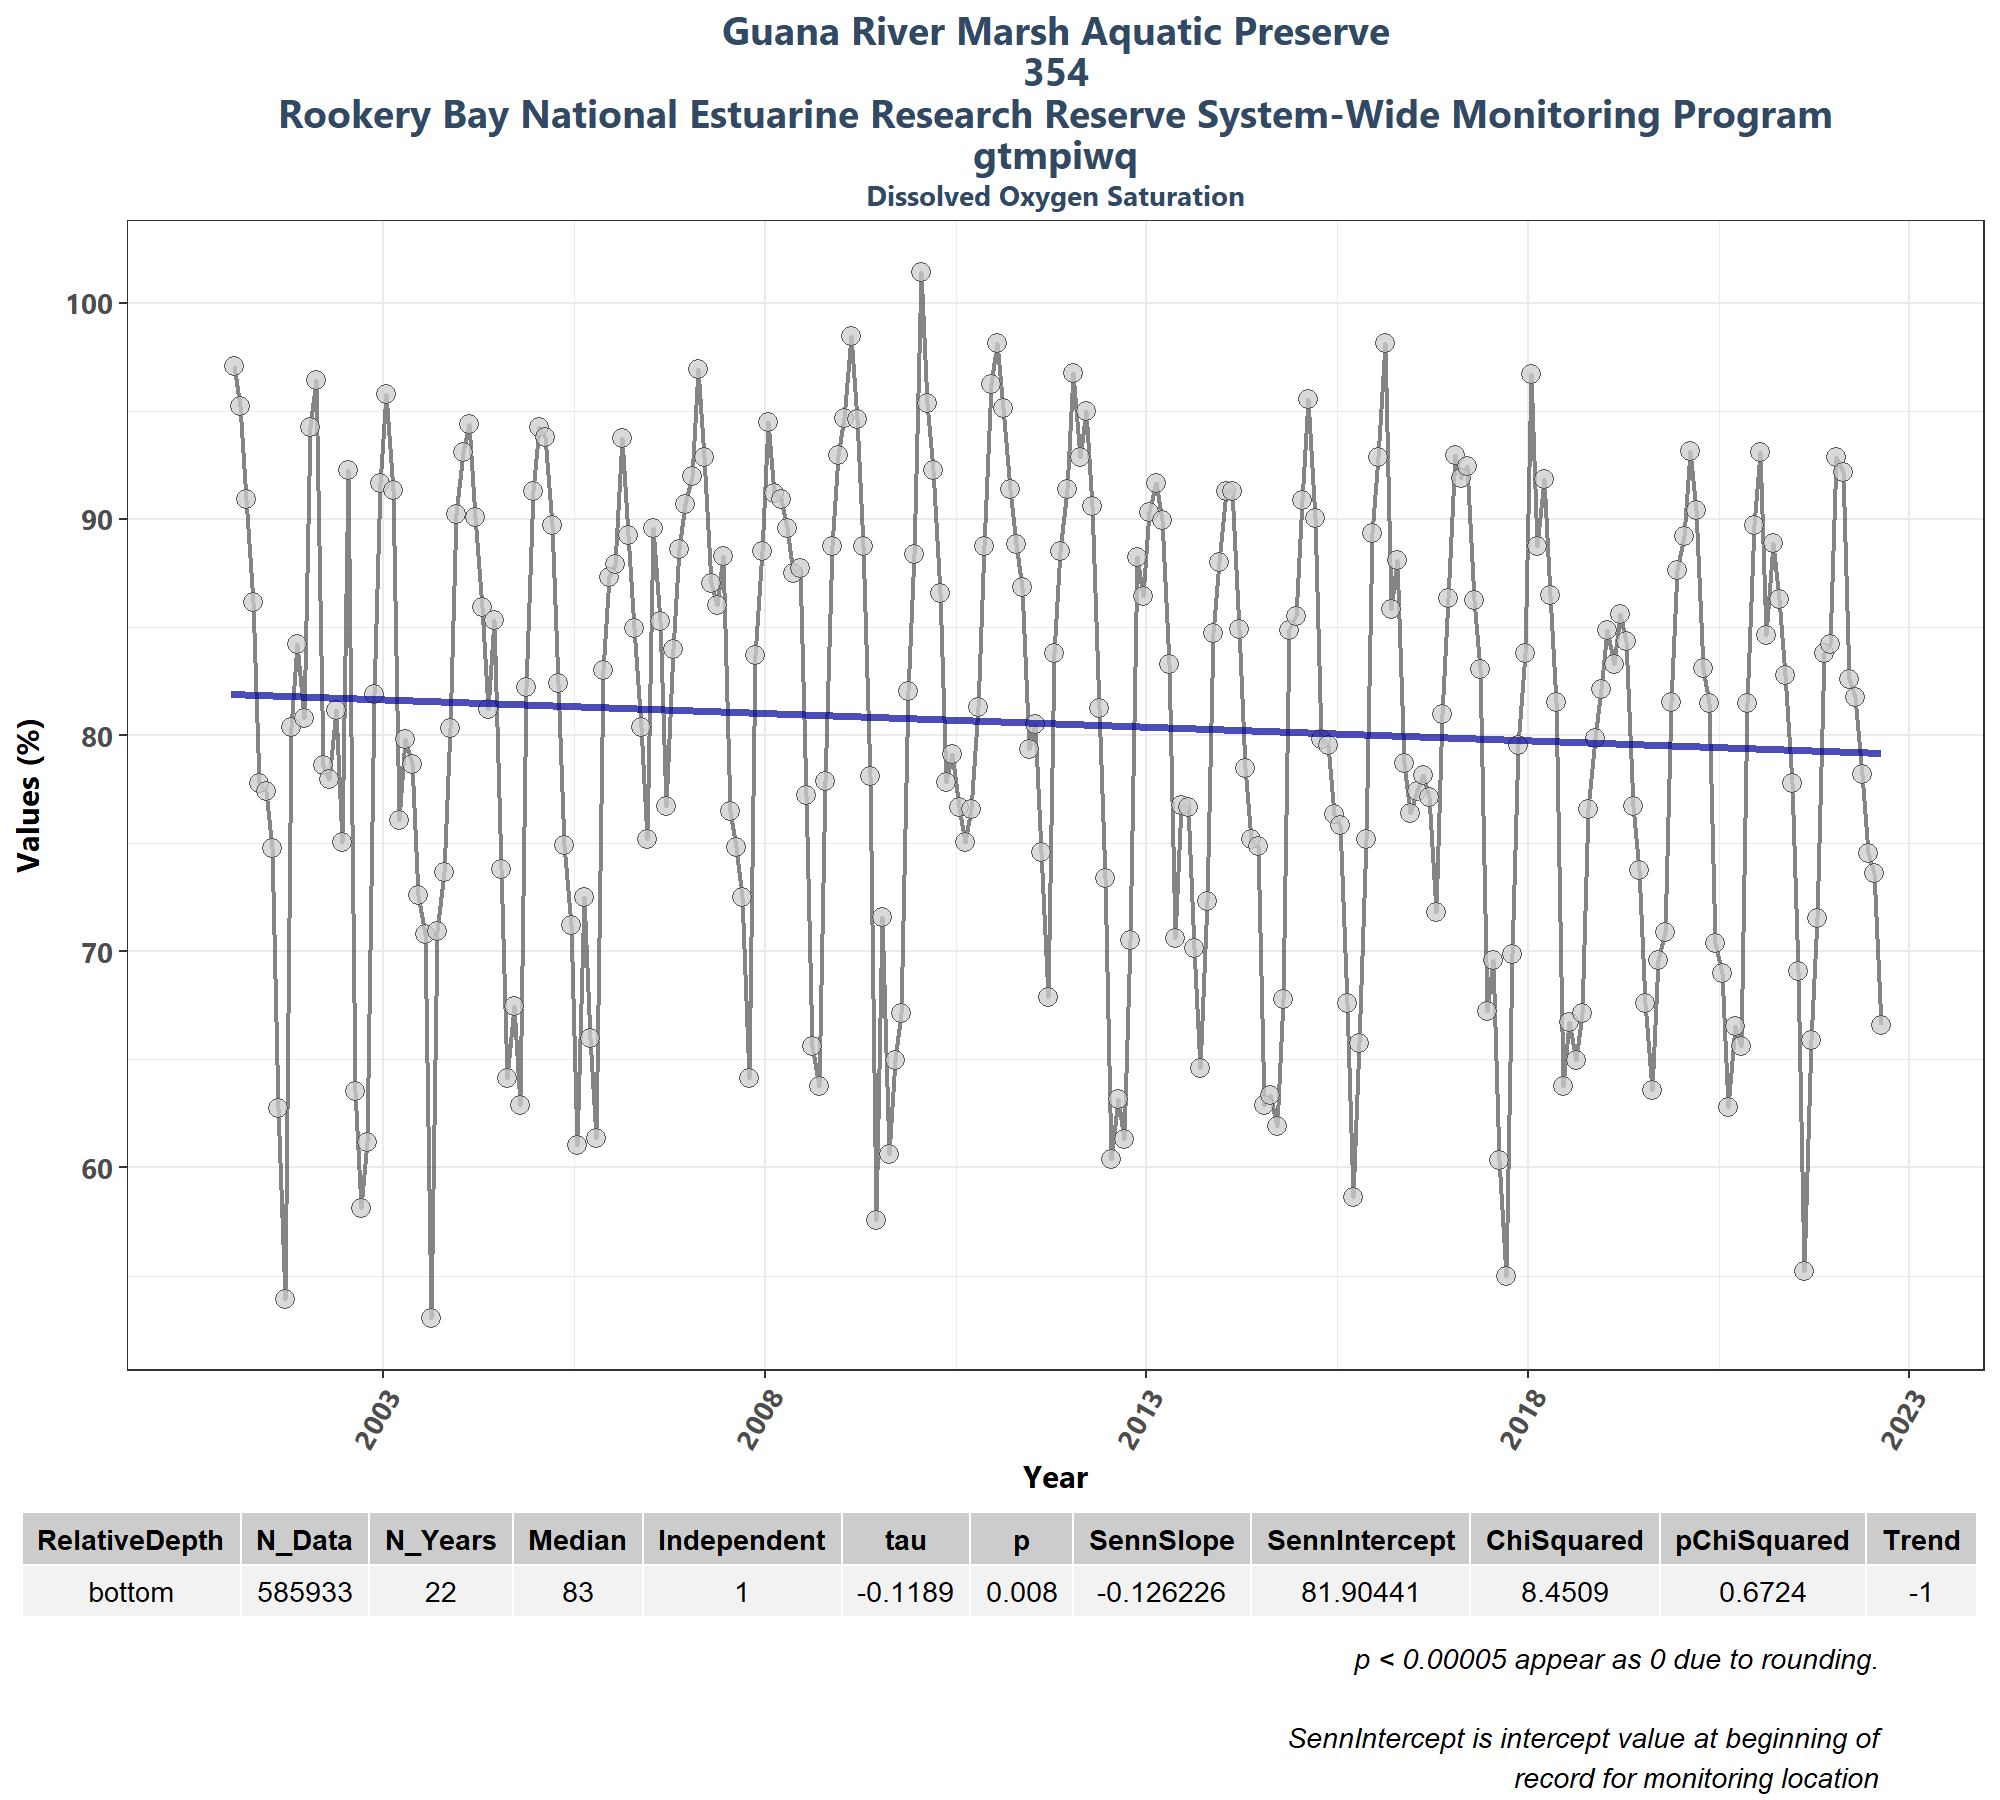 Guana River Marsh Aquatic Preserve
354
Rookery Bay National Estuarine Research Reserve System-Wide Monitoring Program
gtmpiwq
Dissolved Oxygen Saturation
100
90
80
70
60
Values (%)
2003 2008 2013 2018 2023
Year
RelativeDepth N_Data N_Years Median Independent tau p SennSlope SennIntercept ChiSquared pChiSquared Trend
bottom 585933 22 83 1 -0.1189 0.008 -0.126226 81.90441 8.4509 0.6724 -1
p < 0.00005 appear as 0 due to rounding.
SennIntercept is intercept value at beginning of
record for monitoring location